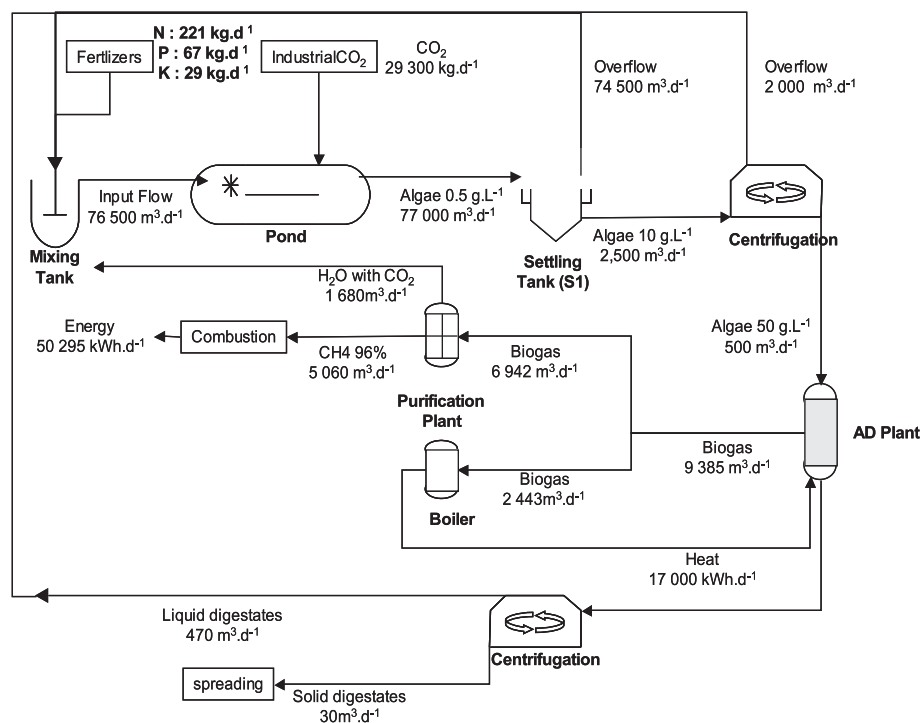 N : 221 kg.d 1
P : 67 kg.d 1
K : 29 kg.d 1
Fertlizers
IndustrialCO2
CO2
29 300 kg.d-1
Overflow
74 500 m3.d-1
Overflow
2 000 m3.d-1
Input Flow
76 500 m3.d-1
Mixing
Tank
Pond
Algae 0.5 g.L-1
77 000 m3.d-1
Settling
Tank (S1)
Algae 10 g.L-1
2,500 m3.d-1
Centrifugation
H2O with CO2
1 680m3.d-1
Algae 50 g.L-1
500 m3.d-1
Energy
50 295 kWh.d-1
Combustion
CH4 96%
5 060 m3.d-1
Purification
Plant
Biogas
6 942 m3.d-1
AD Plant
Biogas
9 385 m3.d-1
Boiler
Biogas
2 443m3.d-1
Heat
17 000 kWh.d-1
Liquid digestates
470 m3.d-1
Centrifugation
spreading
Solid digestates
30m3.d-1